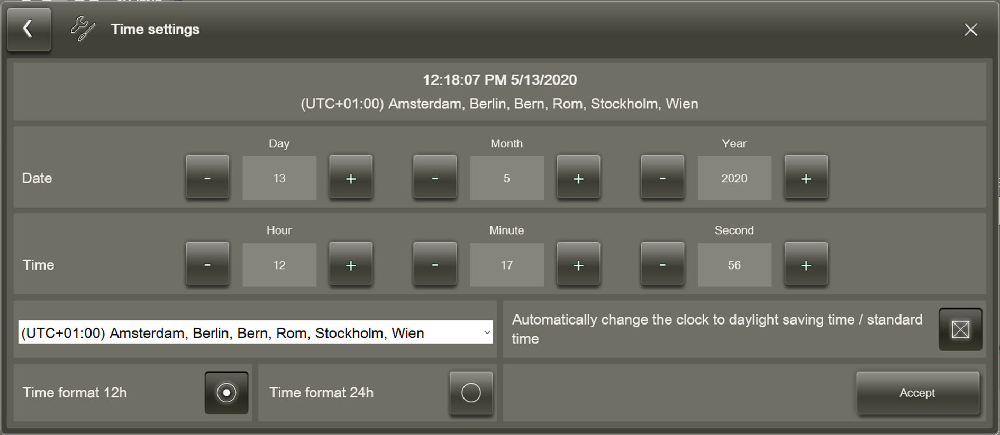 Time settings
12:18:07 PM 5/13/2020
(UTC+01:00) Amsterdam, Berlin, Bern, Rom, Stockholm, Wien
Day Month Year
Date - 13 + - 5 + - 2020 +
Hour Minute Second
Time - 12 + - 17 + - 56 +
(UTC+01:00) Amsterdam, Berlin, Bern, Rom, Stockholm, Wien
Automatically change the clock to daylight saving time / standard
time
Time format 12h Time format 24h Accept